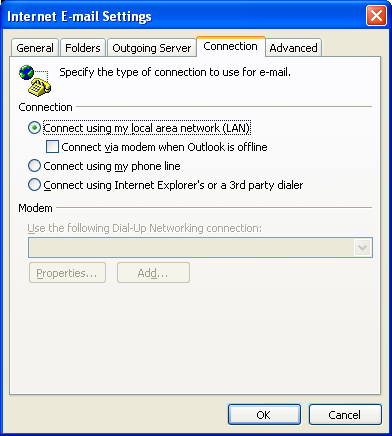 Internet E-mail Settings
General Folders Outgoing Server Connection Advanced
Specify the type of connection to use for e-mail.
Connection
Connect using my local area network (LAN)
Connect via modem when Outlook is offline
Connect using my phone line
Connect using Internet Explorer's or a 3rd party dialer
Modem
Use the following Dial-Up Networking connection:
Properties... Add...
OK Cancel